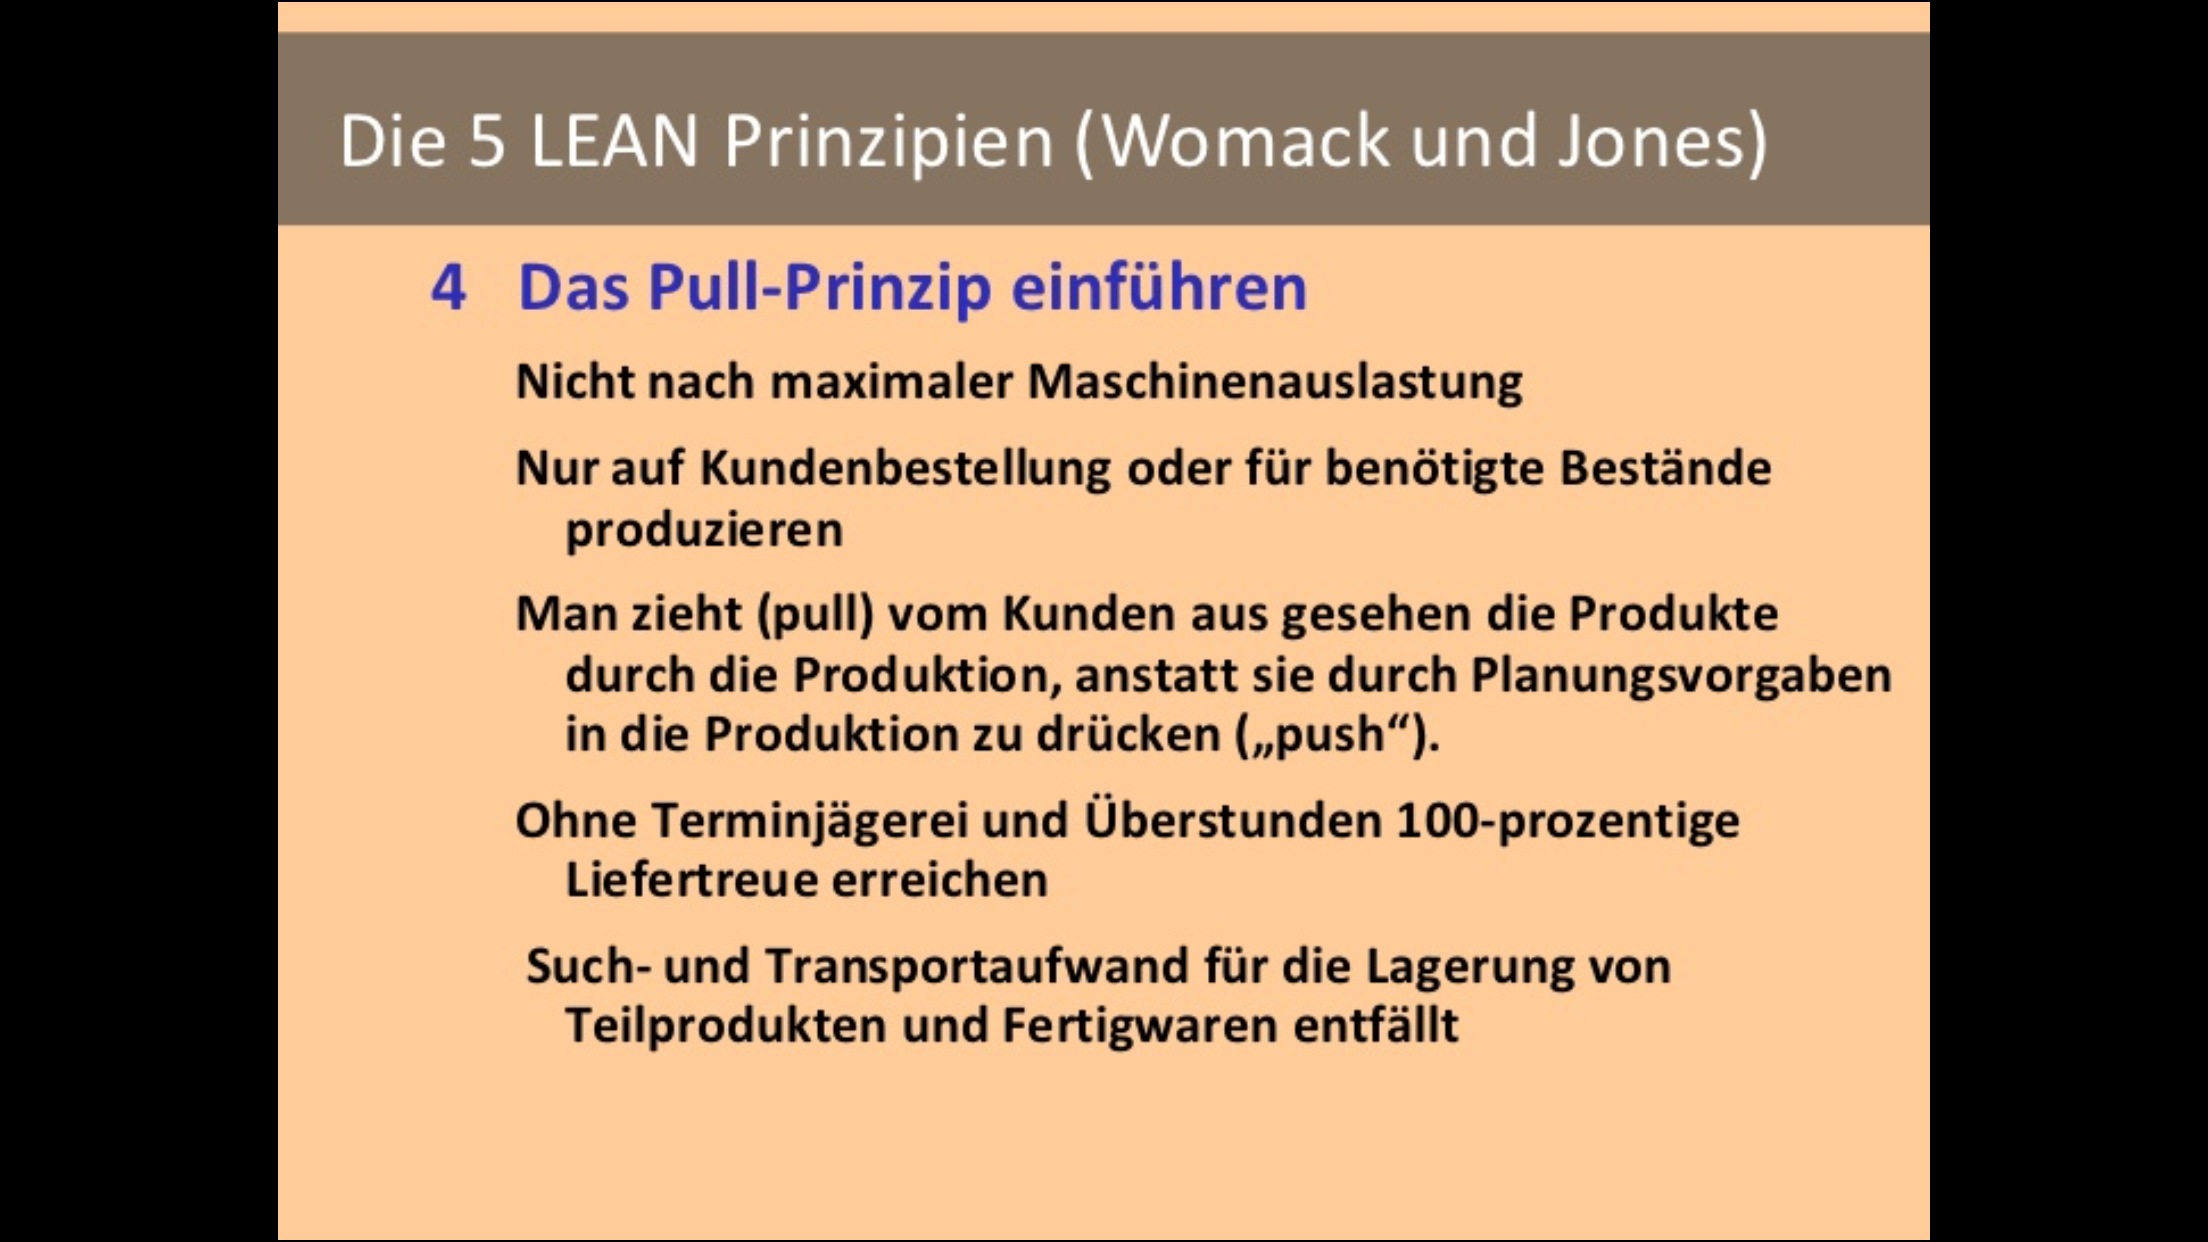 Die 5 LEAN Prinzipien (Womack und Jones)
4 Das Pull-Prinzip einführen
Nicht nach maximaler Maschinenauslastung
Nur auf Kundenbestellung oder für benötigte Bestände
produzieren
Man zieht (pull) vom Kunden aus gesehen die Produkte
durch die Produktion, anstatt sie durch Planungsvorgaben
in die Produktion zu drücken („push“).
Ohne Terminjägerei und Überstunden 100-prozentige
Liefertreue erreichen
Such- und Transportaufwand für die Lagerung von
Teilprodukten und Fertigwaren entfällt